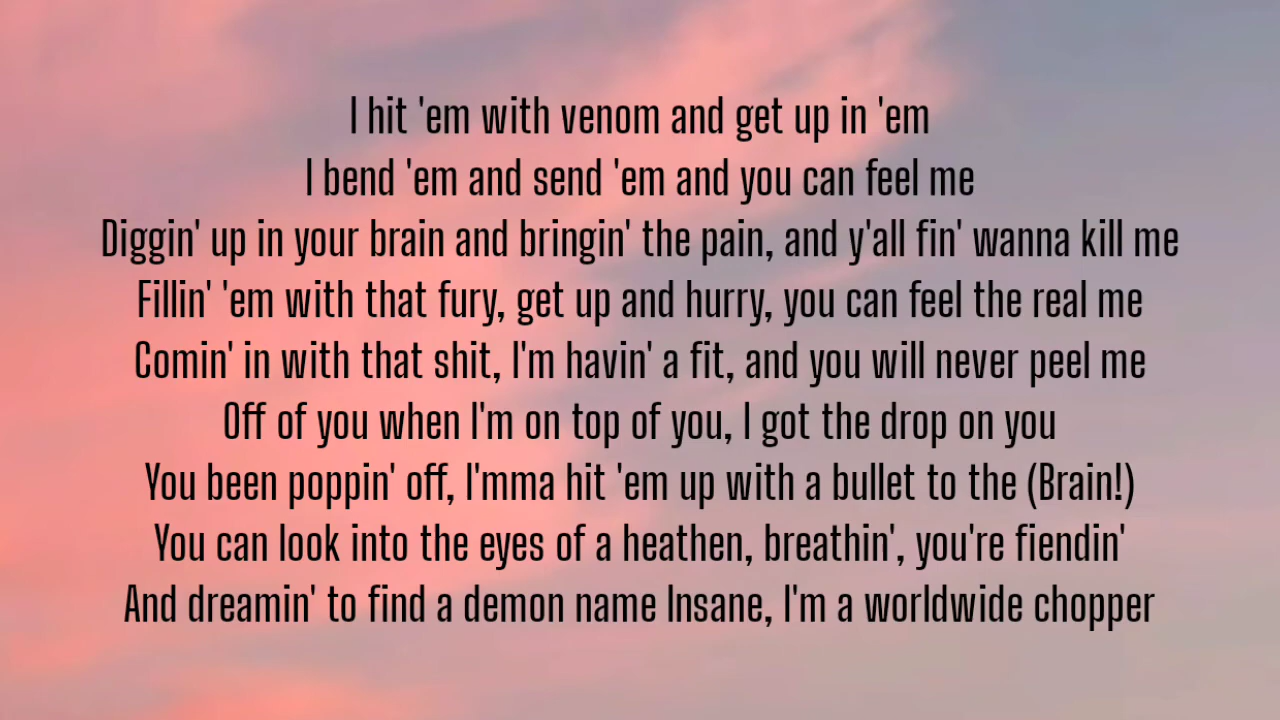 I hit 'em with venom and get up in 'em
I bend 'em and send 'em and you can feel me
Diggin' up in your brain and bringin' the pain, and y'all fin' wanna kill me
Fillin' 'em with that fury, get up and hurry, you can feel the real me
Comin' in with that shit, I'm havin' a fit, and you will never peel me
Off of you when I'm on top of you, I got the drop on you
You been poppin' off, I'mma hit 'em up with a bullet to the (Brain!)
You can look into the eyes of a heathen, breathin', you're fiendin'
And dreamin' to find a demon name Insane, I'm a worldwide chopper